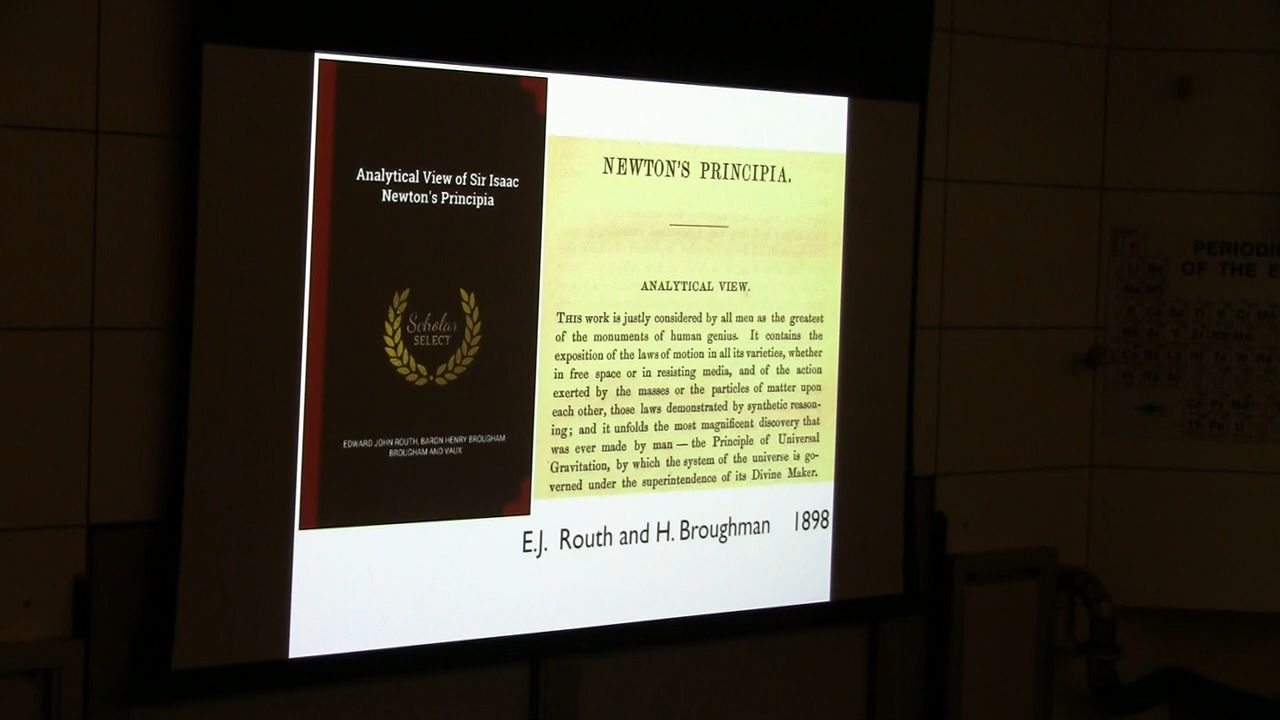 Analytical View of Sir Isaac
Newton's Principia
Scholar
SELECT
EDWARD JOHN ROUTH, BARON HENRY BROUGHAM
BROUGHAM AND VAUX
NEWTON'S PRINCIPIA.
ANALYTICAL VIEW.
THIS work is justly considered by all men as the greatest
of the monuments of human genius. It contains the
exposition of the laws of motion in all its varieties, whether
in free space or in resisting media, and of the action
exerted by the masses or the particles of matter upon
each other, those laws demonstrated by synthetic reason-
ing; and it unfolds the most magnificent discovery that
was ever made by man — the Principle of Universal
Gravitation, by which the system of the universe is go-
verned under the superintendence of its Divine Maker.
E.J. Routh and H. Broughman 1898
OF THE